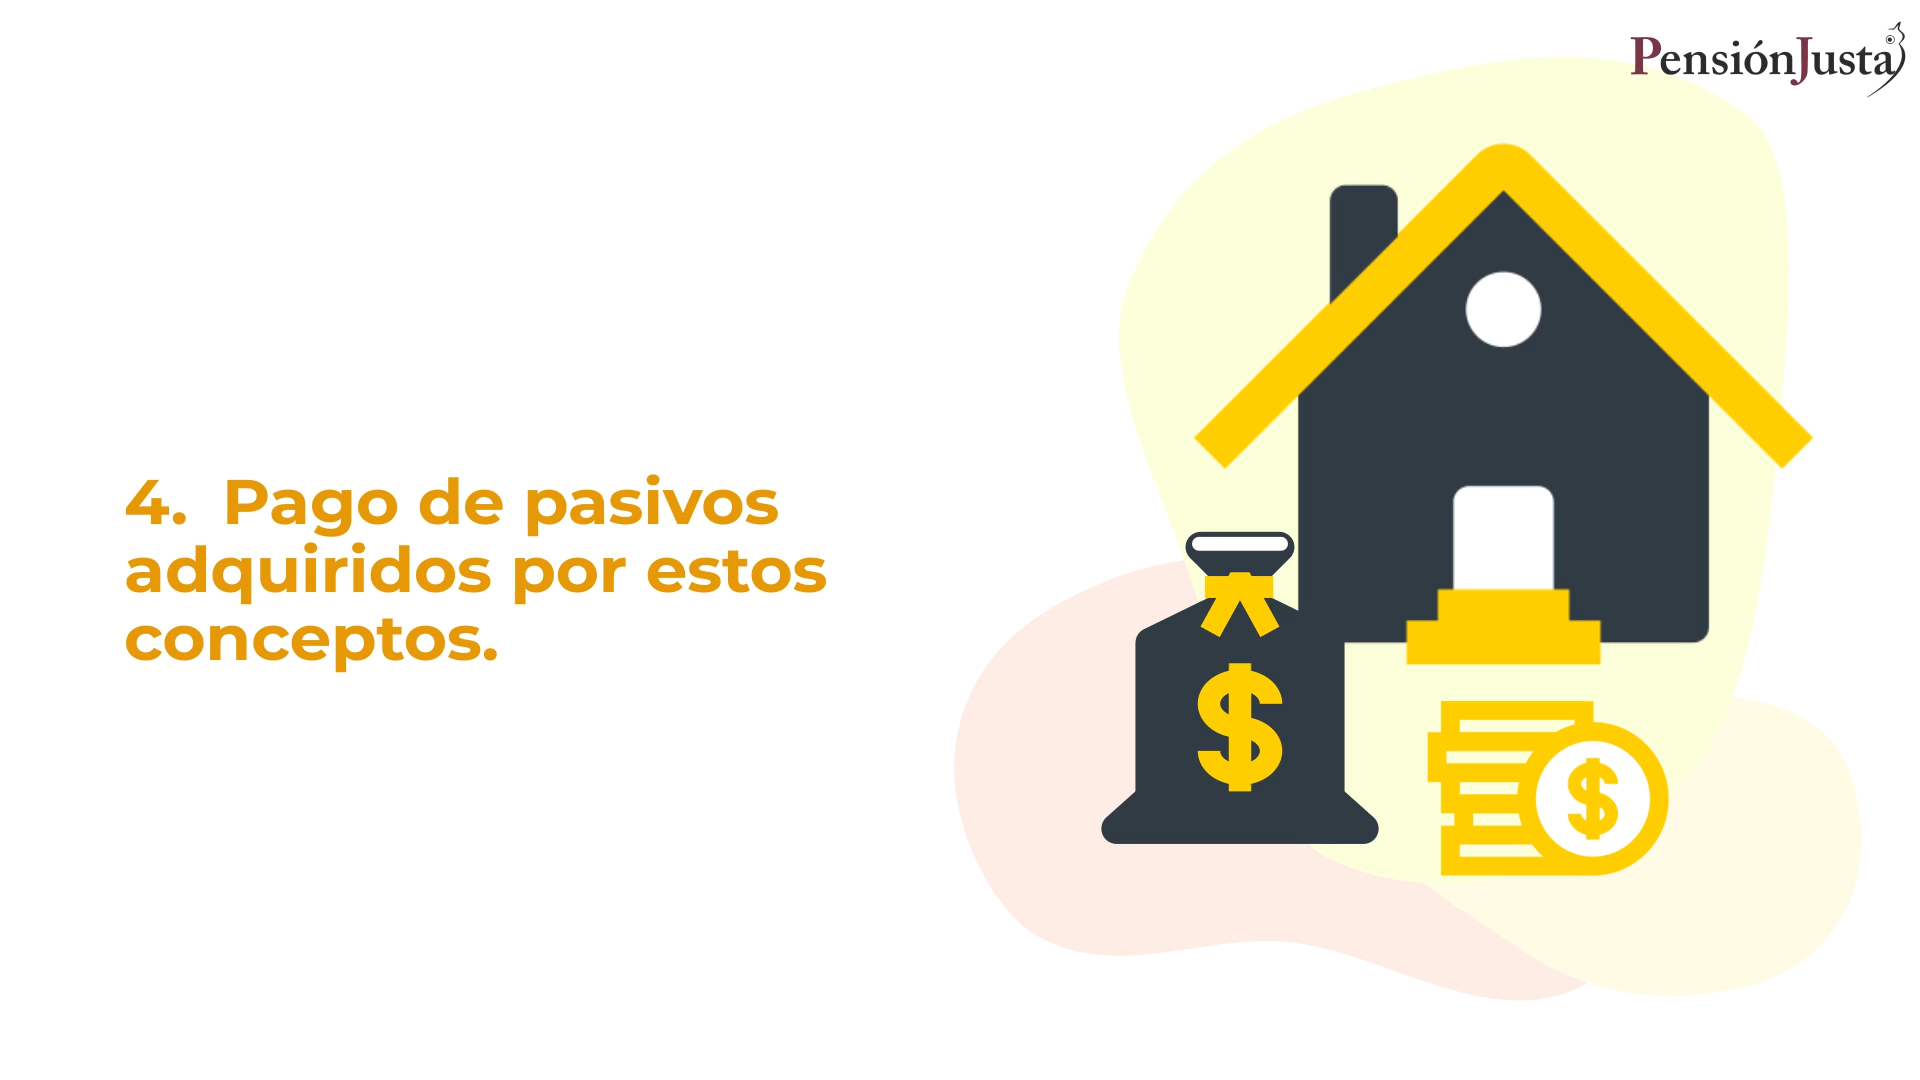 PensiónJusta
4. Pago de pasivos
adquiridos por estos
conceptos.
$
$